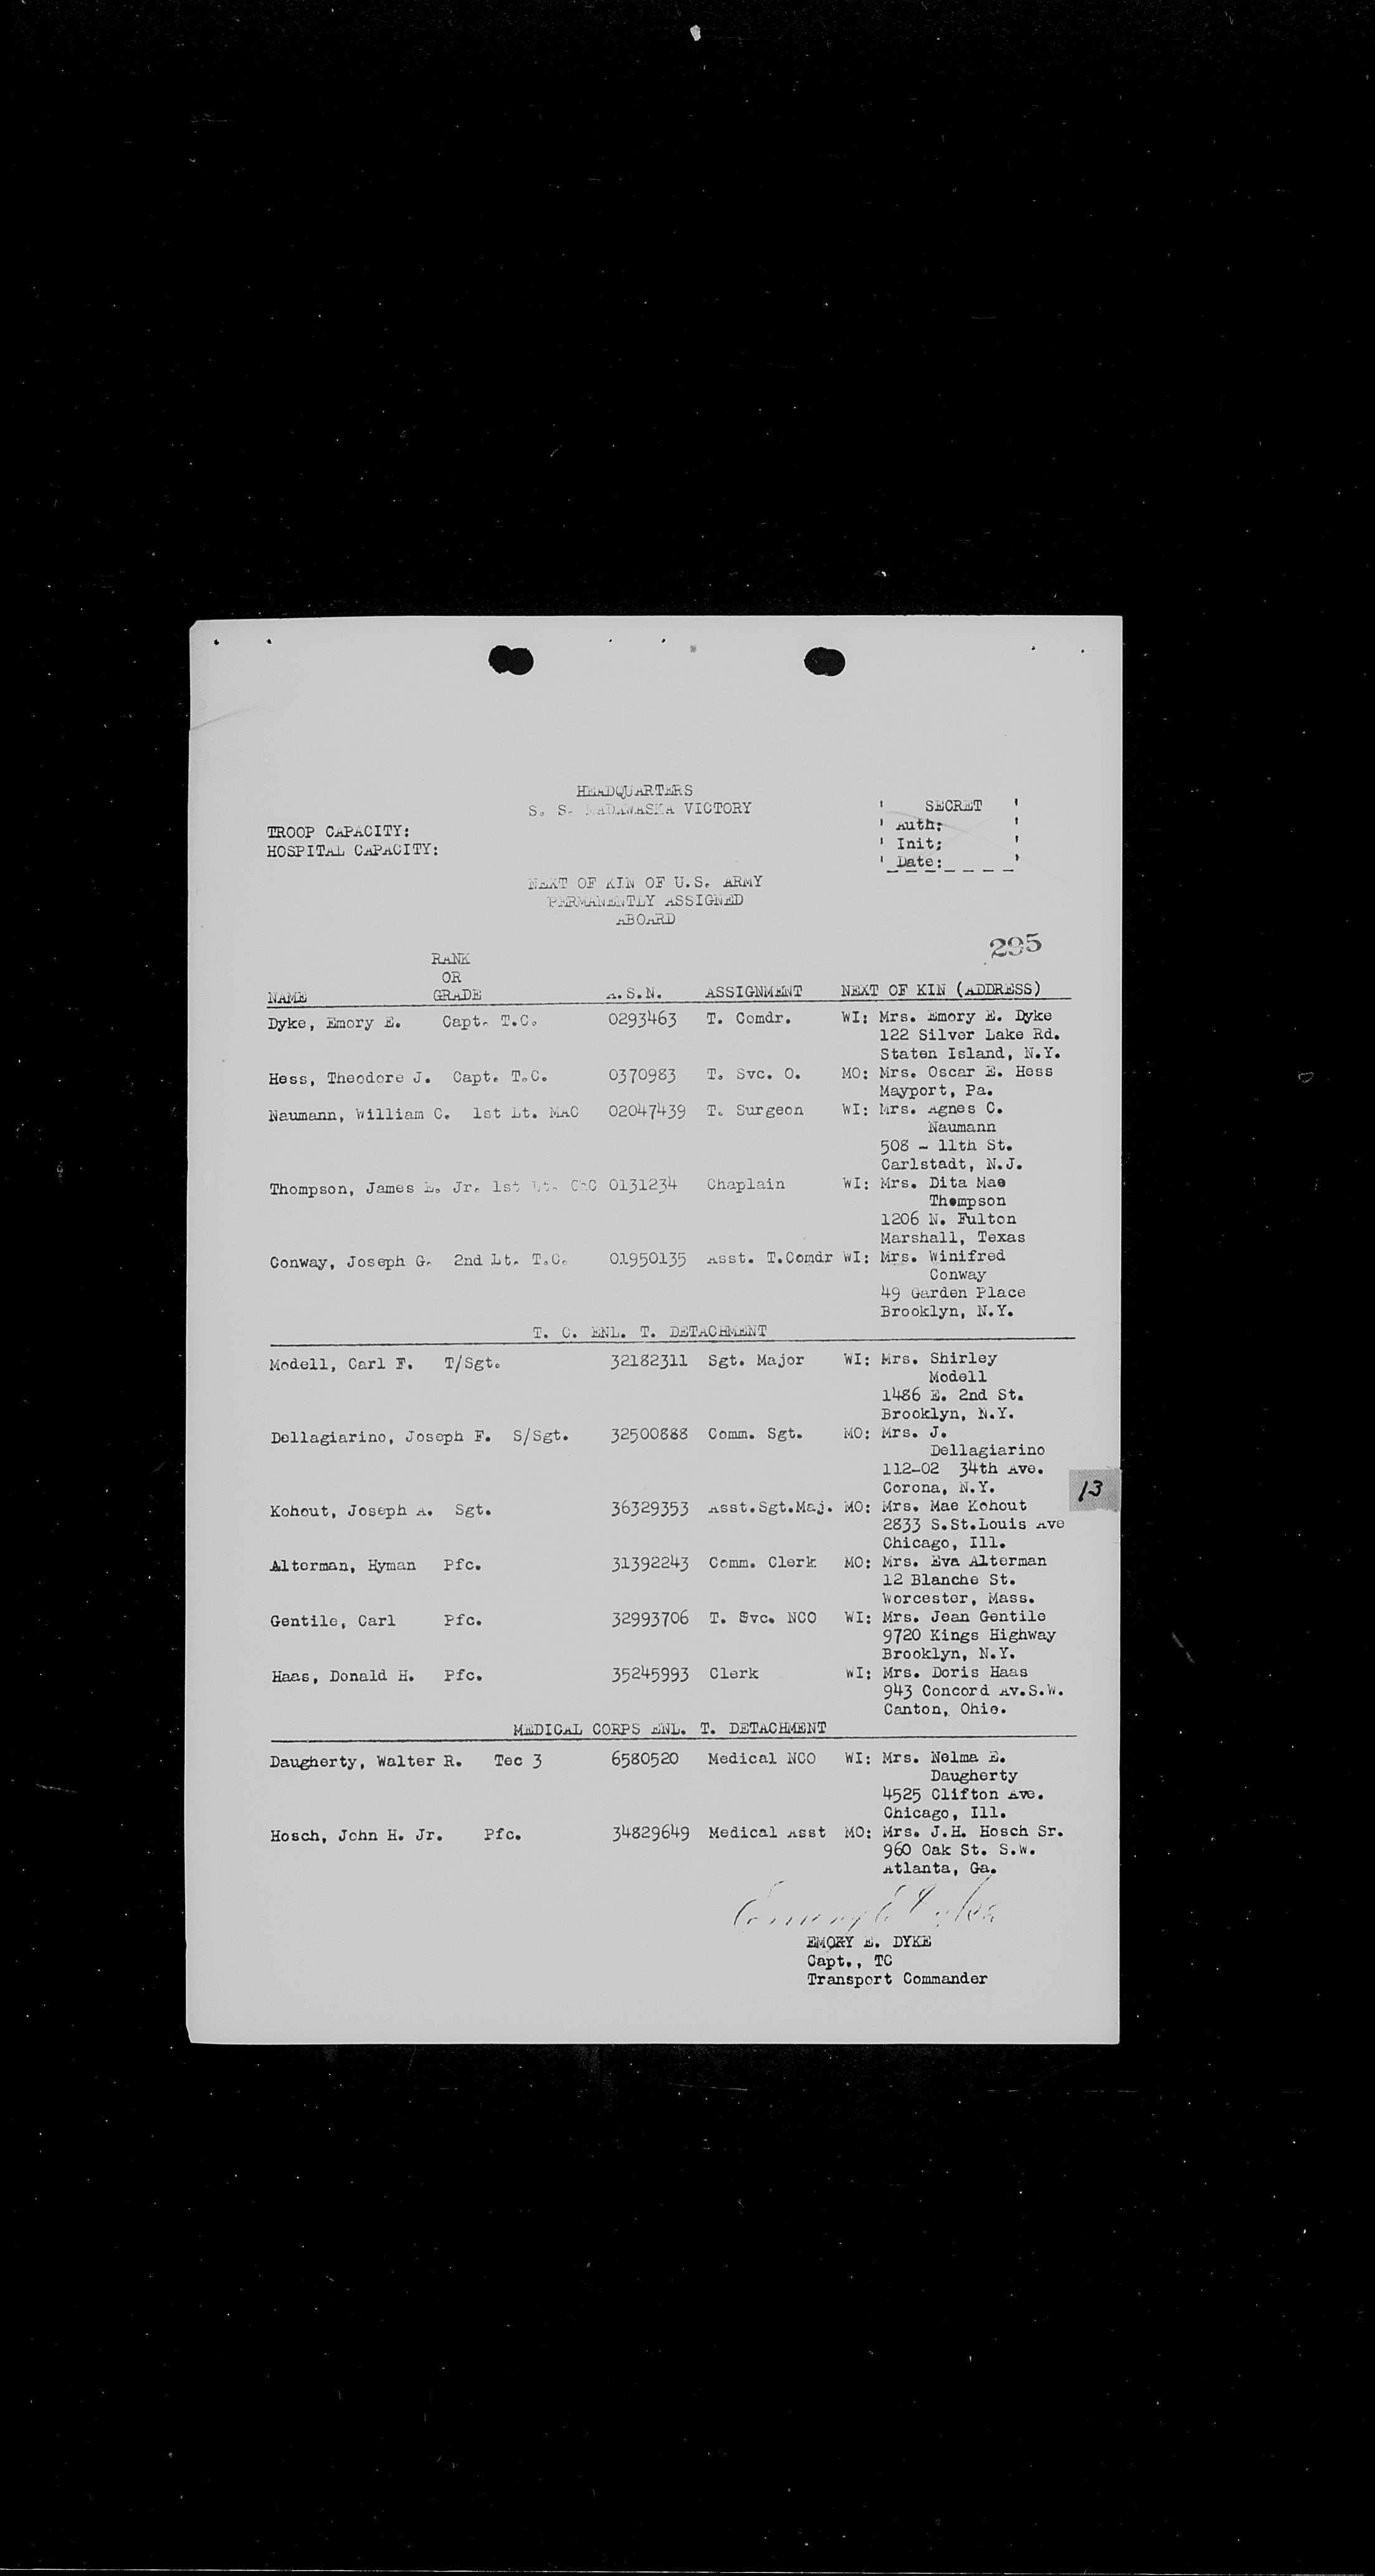 HEADQUARTERS
S. S. MADAWASKA VICTORY
SECRET
Auth:
Init:
Date:
TROOP CAPACITY:
HOSPITAL CAPACITY:
NEXT OF KIN OF U.S. ARMY
PERMANENTLY ASSIGNED
ABOARD
295
RANK
OR
NAME GRADE A.S.N. ASSIGNMENT NEXT OF KIN (ADDRESS)
Dyke, Emory E. Capt. T.C. 0293463 T. Comdr. WI: Mrs. Emory E. Dyke
122 Silver Lake Rd.
Staten Island, N.Y.
Hess, Theodore J. Capt. T.C. 0370983 T. Svc. O. MO: Mrs. Oscar E. Hess
Mayport, Pa.
Naumann, William C. 1st Lt. MAC 02047439 T. Surgeon WI: Mrs. Agnes C.
Naumann
508 - 11th St.
Carlstadt, N.J.
Thompson, James L. Jr. 1st Lt. ChC 0131234 Chaplain WI: Mrs. Dita Mae
Thompson
1206 N. Fulton
Marshall, Texas
Conway, Joseph G. 2nd Lt. T.C. 01950135 Asst. T.Comdr WI: Mrs. Winifred
Conway
49 Garden Place
Brooklyn, N.Y.
T. C. ENL. T. DETACHMENT
Modell, Carl F. T/Sgt. 32182311 Sgt. Major WI: Mrs. Shirley
Modell
1486 E. 2nd St.
Brooklyn, N.Y.
Dellagiarino, Joseph F. S/Sgt. 32500888 Comm. Sgt. MO: Mrs. J.
Dellagiarino
112-02 34th Ave.
Corona, N.Y.
13
Kohout, Joseph A. Sgt. 36329353 Asst.Sgt.Maj. MO: Mrs. Mae Kohout
2833 S.St.Louis Ave
Chicago, Ill.
Alterman, Hyman Pfc. 31392243 Comm. Clerk MO: Mrs. Eva Alterman
12 Blanche St.
Worcester, Mass.
Gentile, Carl Pfc. 32993706 T. Svc. NCO WI: Mrs. Jean Gentile
9720 Kings Highway
Brooklyn, N.Y.
Haas, Donald H. Pfc. 35245993 Clerk WI: Mrs. Doris Haas
943 Concord Av.S.W.
Canton, Ohio.
MEDICAL CORPS ENL. T. DETACHMENT
Daugherty, Walter R. Tec 3 6580520 Medical NCO WI: Mrs. Nelma E.
Daugherty
4525 Clifton Ave.
Chicago, Ill.
Hosch, John H. Jr. Pfc. 34829649 Medical Asst MO: Mrs. J.H. Hosch Sr.
960 Oak St. S.W.
Atlanta, Ga.
Emory E Dyke
EMORY E. DYKE
Capt., TC
Transport Commander